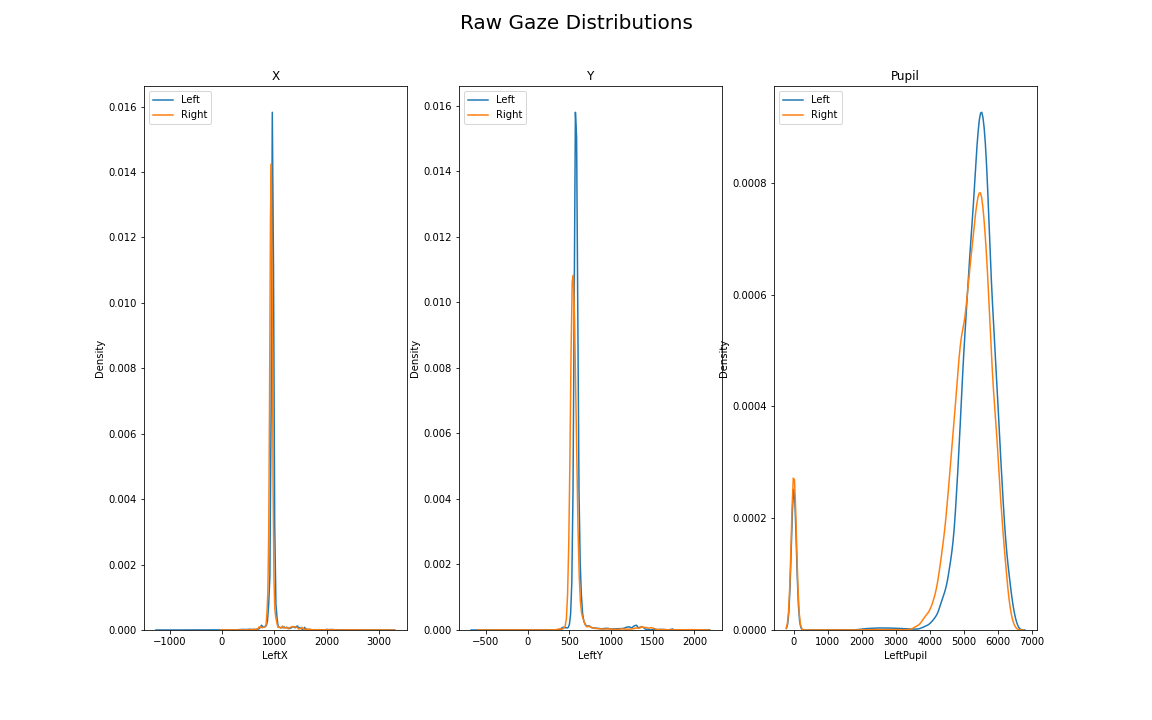 Raw Gaze Distributions
X
Left
Right
0.016
0.014
0.012
0.010
0.008
0.006
0.004
0.002
0.000
Density
−1000
0
1000
2000
3000
LeftX
Y
Left
Right
0.016
0.014
0.012
0.010
0.008
0.006
0.004
0.002
0.000
Density
−500
0
500
1000
1500
2000
LeftY
Pupil
Left
Right
0.0008
0.0006
0.0004
0.0002
0.0000
Density
0
1000
2000
3000
4000
5000
6000
7000
LeftPupil